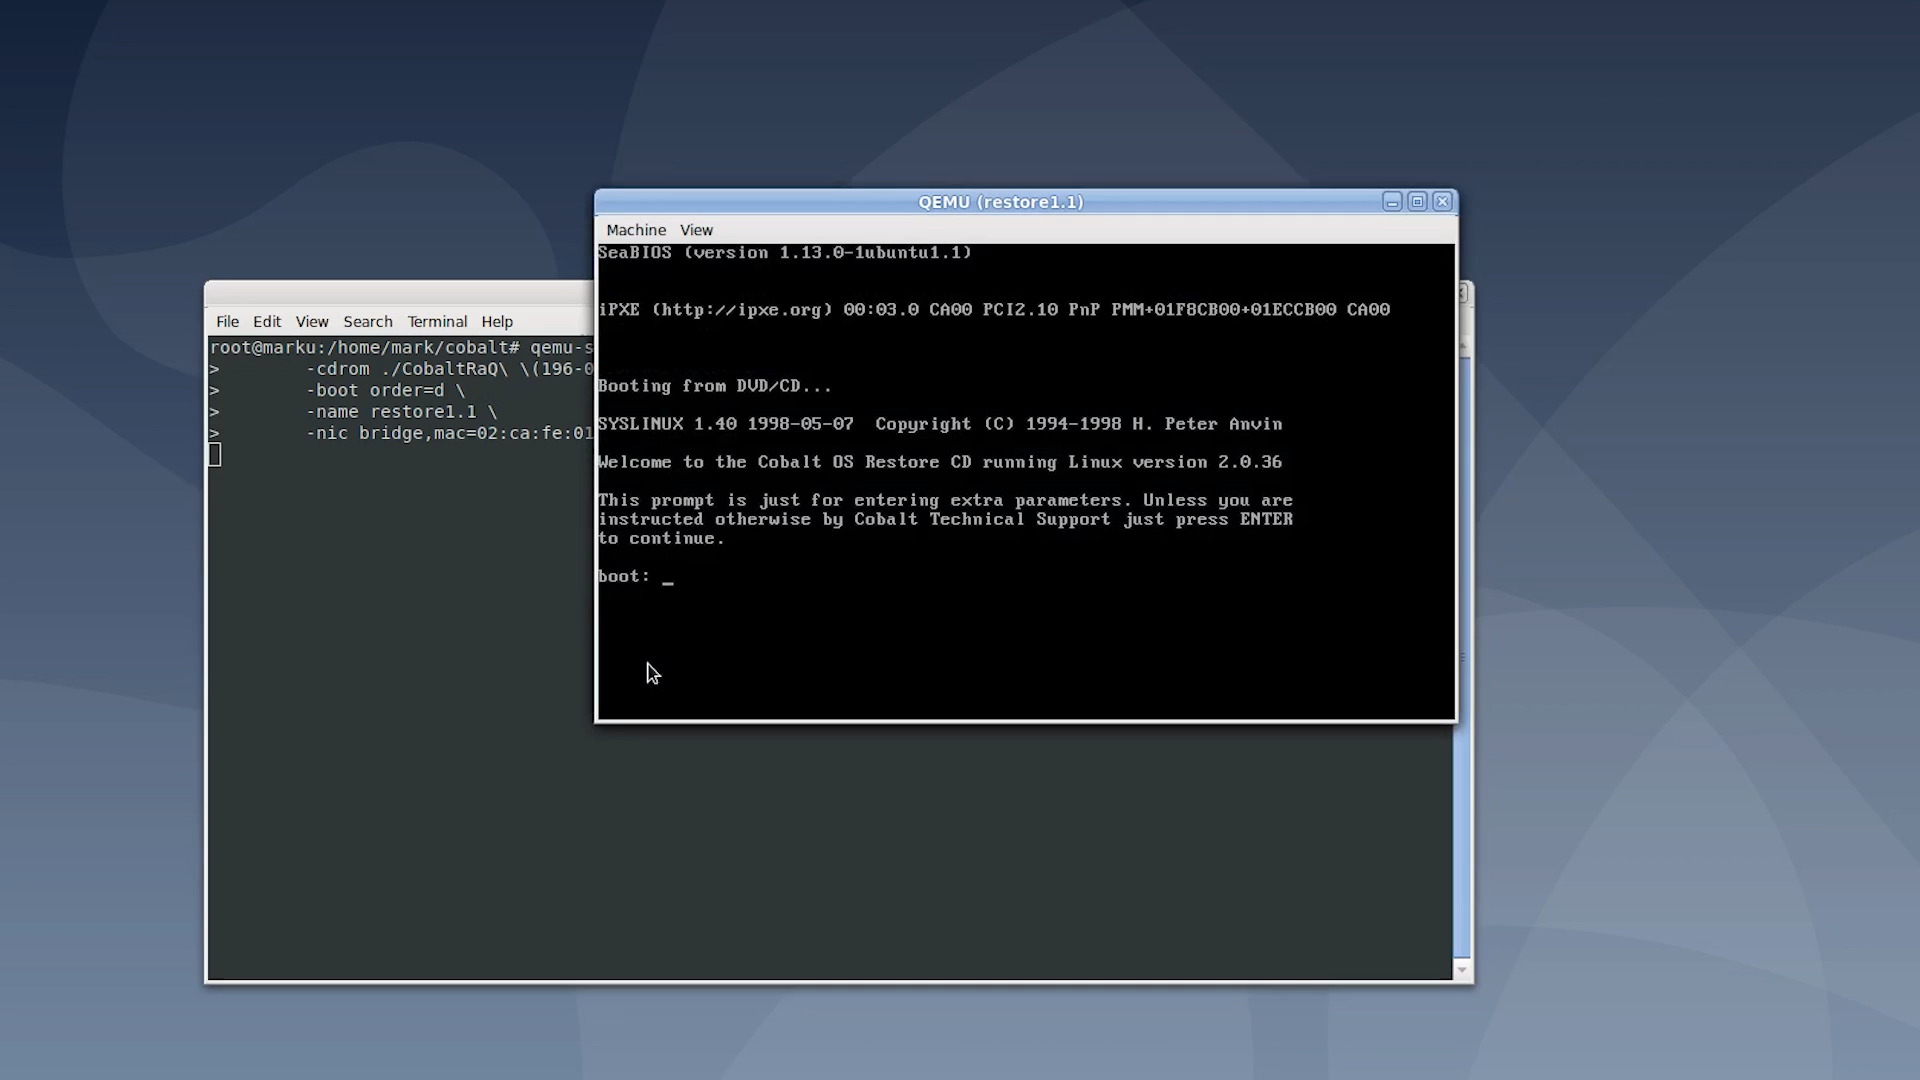 QEMU (restore1.1)
Machine View
SeaBIOS (version 1.13.0-1ubuntu1.1)
iPXE (http://ipxe.org) 00:03.0 CA00 PCI2.10 PnP PMM+01F8CB00+01ECCB00 CA00
Booting from DVD/CD...
SYSLINUX 1.40 1998-05-07 Copyright (C) 1994-1998 H. Peter Anvin
Welcome to the Cobalt OS Restore CD running Linux version 2.0.36
This prompt is just for entering extra parameters. Unless you are
instructed otherwise by Cobalt Technical Support just press ENTER
to continue.
boot: _
File Edit View Search Terminal Help
root@marku:/home/mark/cobalt# qemu-s
> -cdrom ./CobaltRaQ\ \(196-0
> -boot order=d \
> -name restore1.1 \
> -nic bridge,mac=02:ca:fe:01